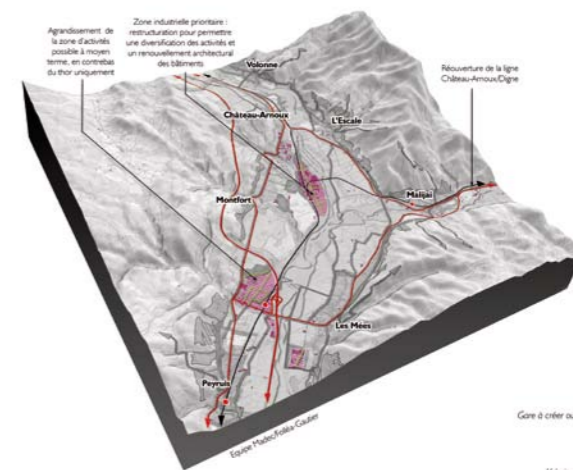 Agrandissement de
la zone d'activités
possible à moyen
terme, en contrebas
du thor uniquement
Zone industrielle prioritaire :
restructuration pour permettre
une diversification des activités et
un renouvellement architectural
des bâtiments
Volonne
Réouverture de la ligne
Château-Arnoux/Digne
Château-Arnoux
L'Escale
Montfort
Malijai
Les Mées
Peyruis
Equipe Madec/Folléa-Gautier
Gare à créer ou